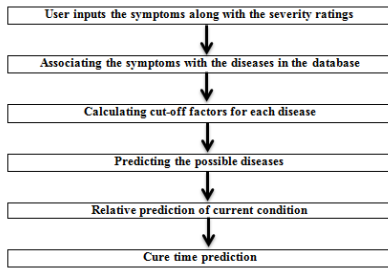 User inputs the symptoms along with the severity ratings
Associating the symptoms with the diseases in the database
Calculating cut-off factors for each disease
Predicting the possible diseases
Relative prediction of current condition
Cure time prediction